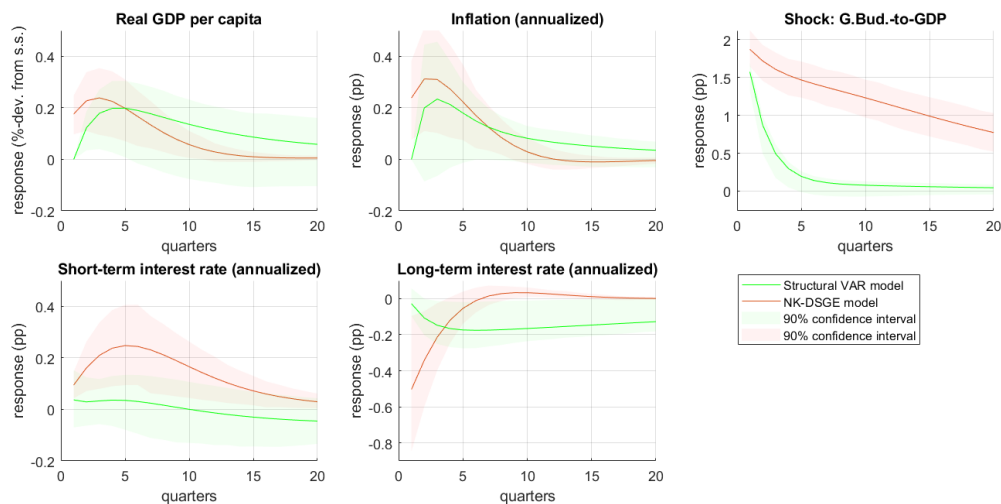 Real GDP per capita
response (%-dev. from s.s.)
0.4
0.2
0
-0.2
0
5
10
15
20
quarters
Inflation (annualized)
response (pp)
0.4
0.2
0
-0.2
0
5
10
15
20
quarters
Shock: G.Bud.-to-GDP
response (pp)
2
1.5
1
0.5
0
0
5
10
15
20
quarters
Short-term interest rate (annualized)
response (pp)
0.4
0.2
0
-0.2
0
5
10
15
20
quarters
Long-term interest rate (annualized)
response (pp)
0
-0.2
-0.4
-0.6
-0.8
0
5
10
15
20
quarters
Structural VAR model
NK-DSGE model
90% confidence interval
90% confidence interval